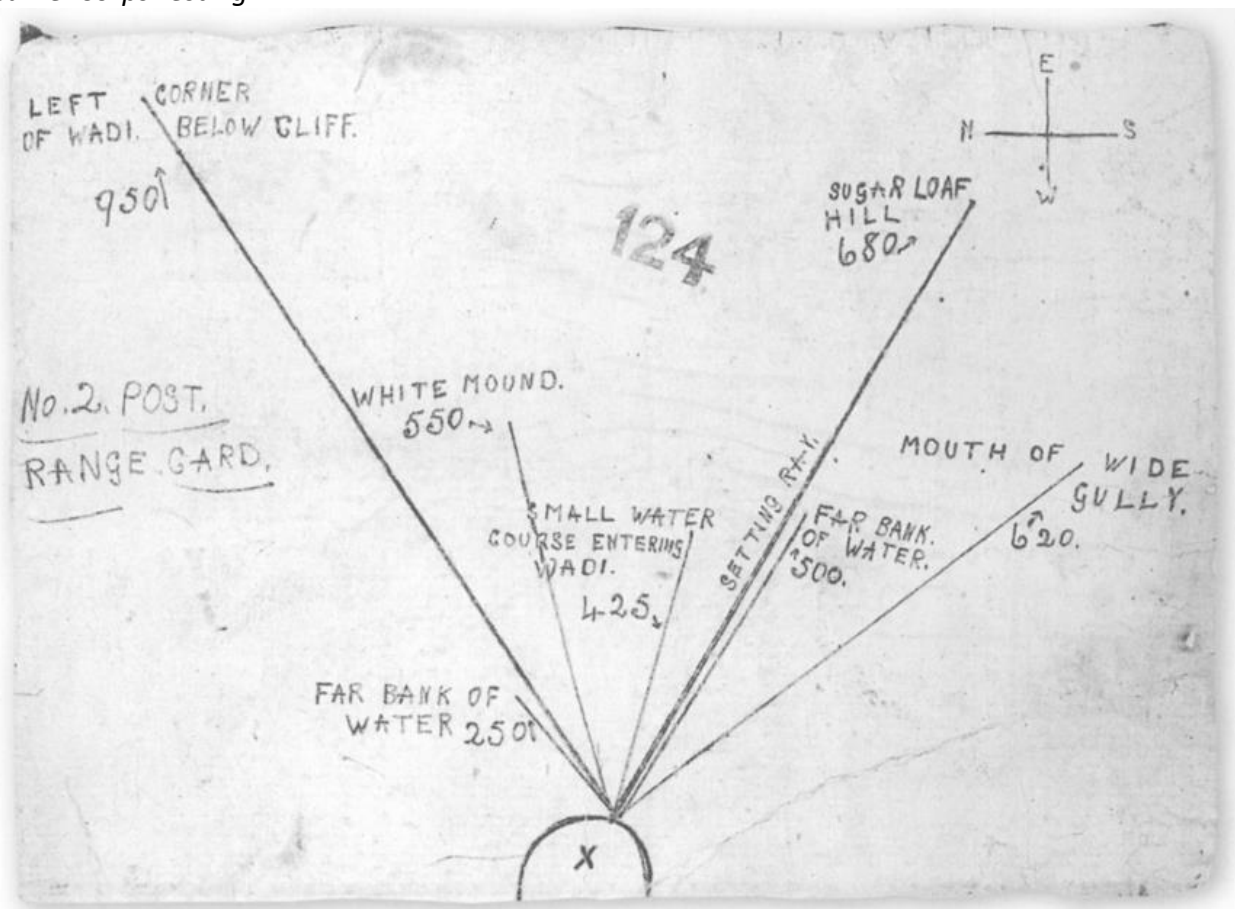 E
N S
W
LEFT CORNER
OF WADI. BELOW CLIFF.
950
SUGAR LOAF
HILL
680
124
No. 2. POST.
RANGE CARD.
WHITE MOUND.
550
SMALL WATER
COURSE ENTERING
WADI.
425
SETTING RAY.
FAR BANK.
OF WATER.
500.
MOUTH OF WIDE
GULLY.
620.
FAR BANK OF
WATER 250
X